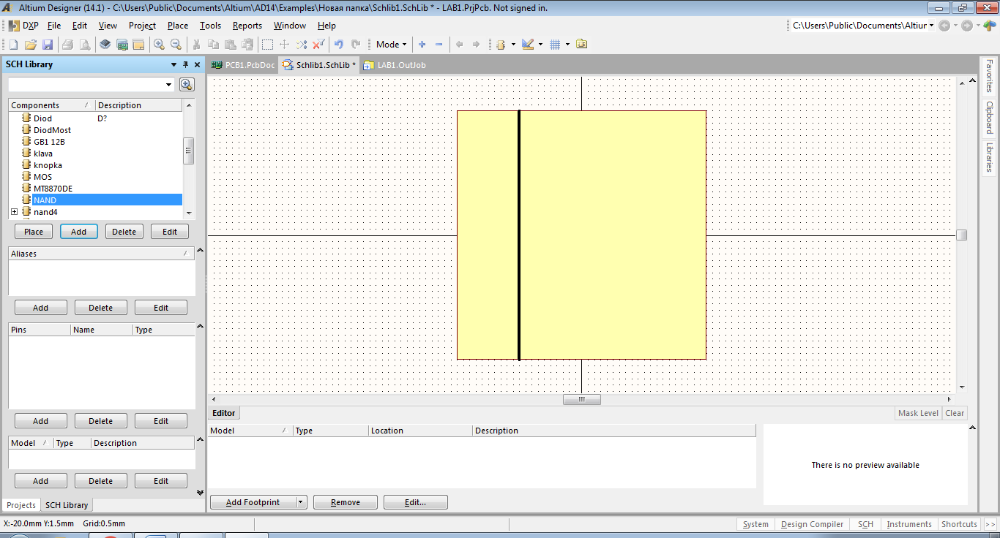 Altium Designer (14.1) - C:\Users\Public\Documents\Altium\AD14\Examples\Новая папка\Schlib1.SchLib * - LAB1.PrjPcb. Not signed in.
DXP File Edit View Project Place Tools Reports Window Help C:\Users\Public\Documents\Altiur
Mode
SCH Library
PCB1.PcbDoc Schlib1.SchLib * LAB1.OutJob
Components Description
Diod D?
DiodMost
GB1 12B
klava
knopka
MOS
MT8870DE
NAND
nand4
Place Add Delete Edit
Aliases
Add Delete Edit
Pins Name Type
Add Delete Edit
Model Type Description
Add Delete Edit
Projects SCH Library
Favorites
Clipboard
Libraries
Editor Mask Level Clear
Model Type Location Description
There is no preview available
Add Footprint Remove Edit...
X:-20.0mm Y:1.5mm Grid:0.5mm System Design Compiler SCH Instruments Shortcuts >>